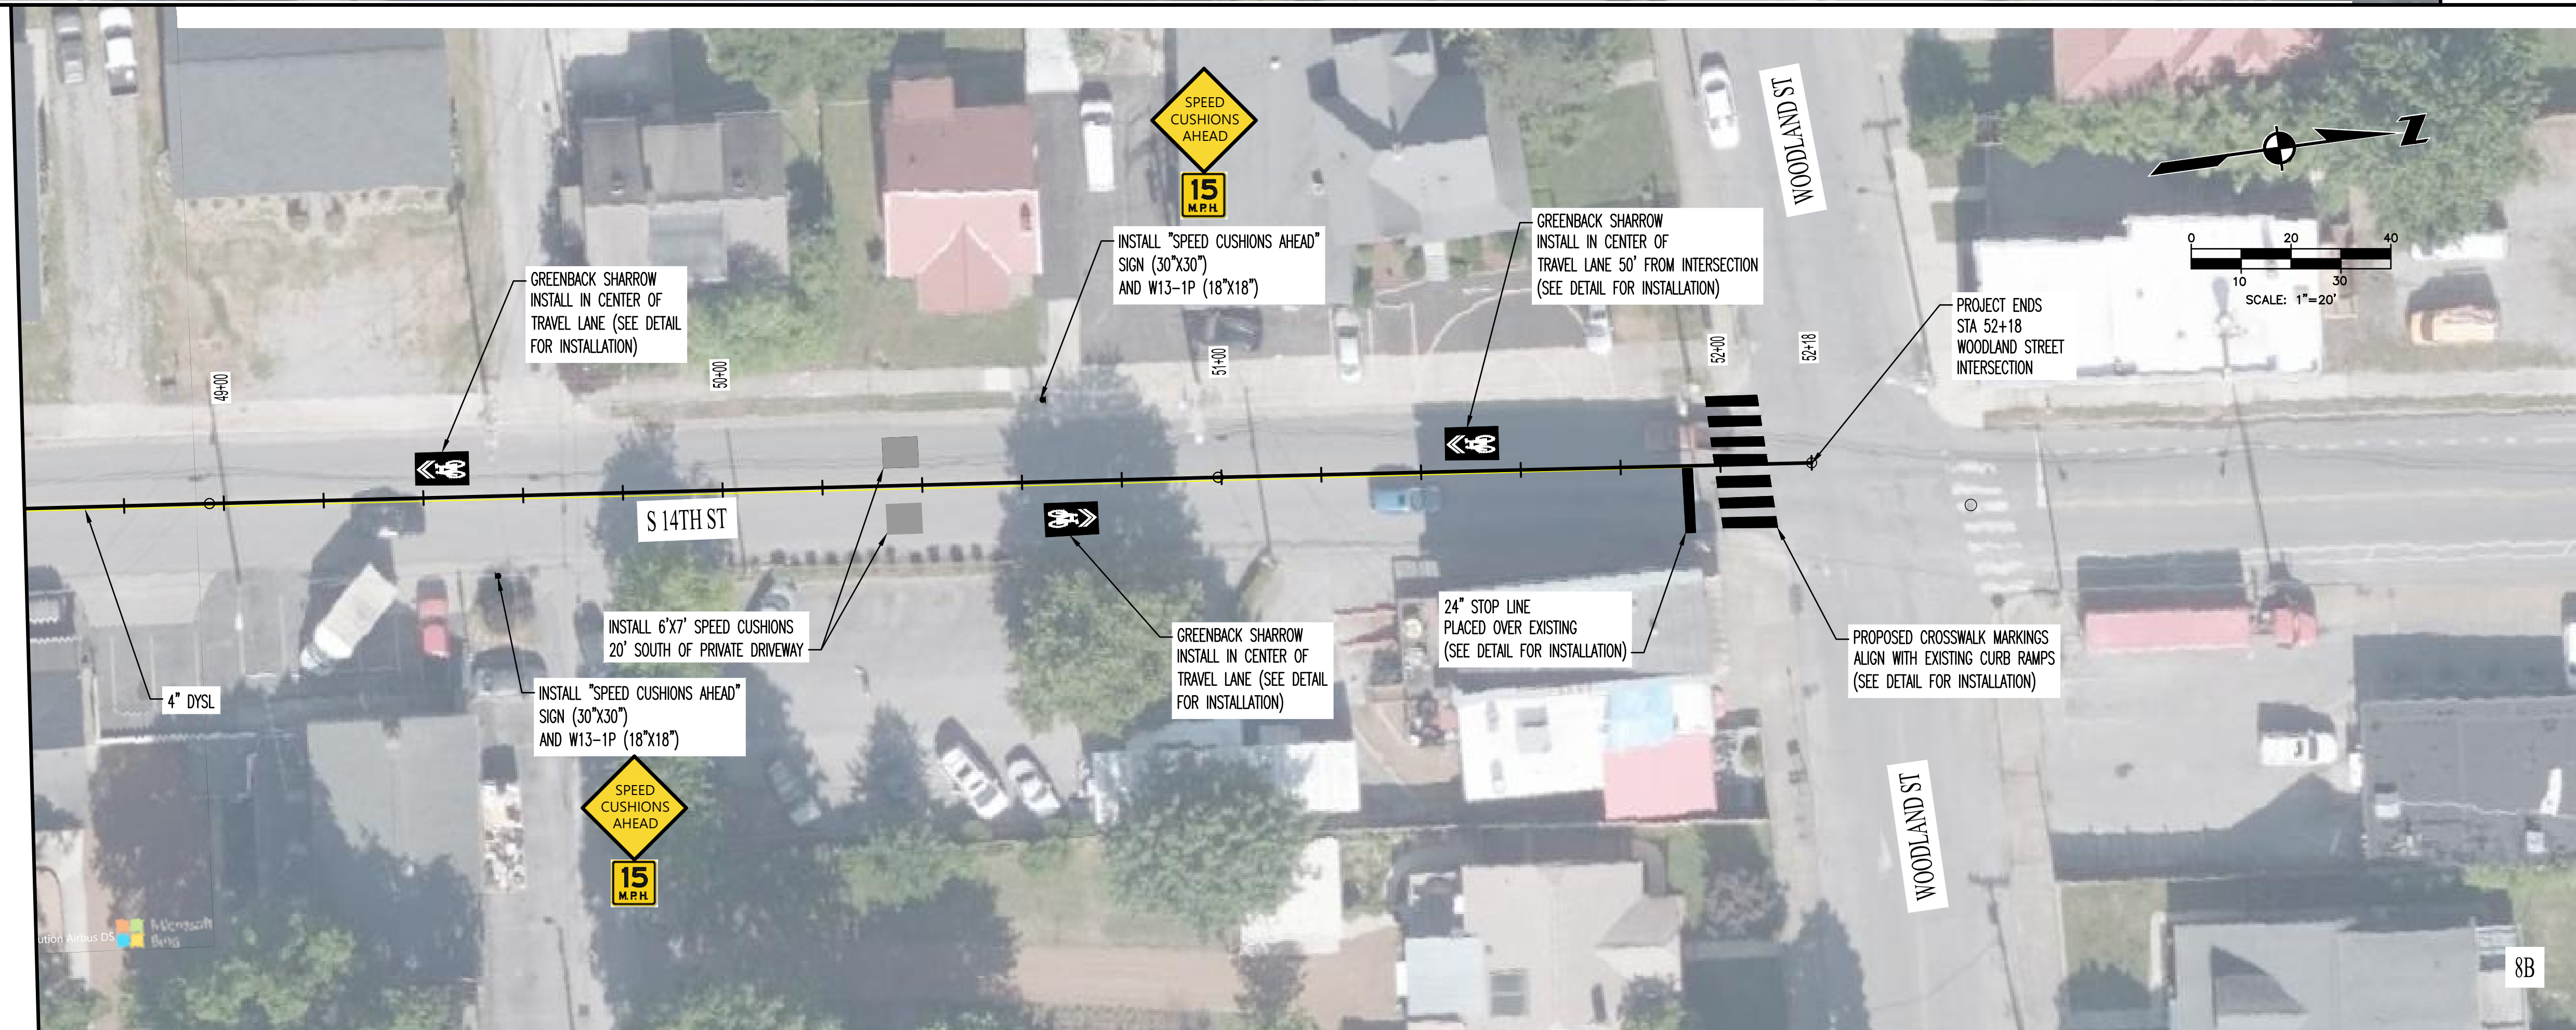 SPEED
CUSHIONS
AHEAD
15
M.P.H.
WOODLAND ST
GREENBACK SHARROW
INSTALL IN CENTER OF
TRAVEL LANE (SEE DETAIL
FOR INSTALLATION)
INSTALL "SPEED CUSHIONS AHEAD"
SIGN (30"X30")
AND W13-1P (18"X18")
GREENBACK SHARROW
INSTALL IN CENTER OF
TRAVEL LANE 50' FROM INTERSECTION
(SEE DETAIL FOR INSTALLATION)
0 20 40
10 30
SCALE: 1"=20'
PROJECT ENDS
STA 52+18
WOODLAND STREET
INTERSECTION
49+00
50+00
51+00
52+00
52+18
S 14TH ST
INSTALL 6'X7' SPEED CUSHIONS
20' SOUTH OF PRIVATE DRIVEWAY
GREENBACK SHARROW
INSTALL IN CENTER OF
TRAVEL LANE (SEE DETAIL
FOR INSTALLATION)
24" STOP LINE
PLACED OVER EXISTING
(SEE DETAIL FOR INSTALLATION)
PROPOSED CROSSWALK MARKINGS
ALIGN WITH EXISTING CURB RAMPS
(SEE DETAIL FOR INSTALLATION)
4" DYSL
INSTALL "SPEED CUSHIONS AHEAD"
SIGN (30"X30")
AND W13-1P (18"X18")
SPEED
CUSHIONS
AHEAD
15
M.P.H.
WOODLAND ST
ution Airbus DS
Microsoft
Bing
8B
Z